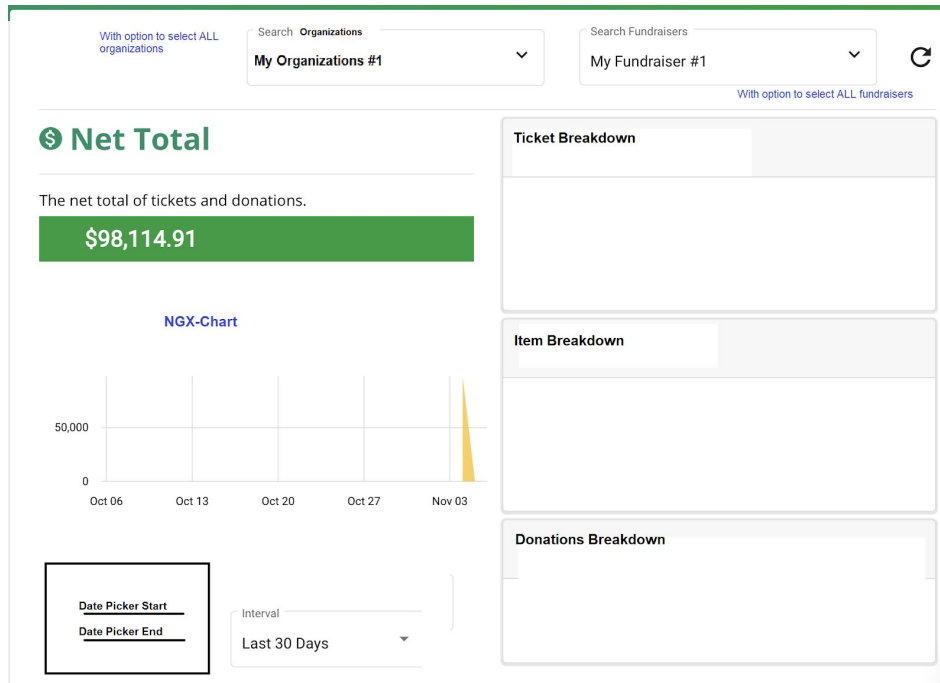 With option to select ALL
organizations
Search Organizations
My Organizations #1
Search Fundraisers
My Fundraiser #1
With option to select ALL fundraisers
$ Net Total
The net total of tickets and donations.
$98,114.91
NGX-Chart
50,000
0
Oct 06 Oct 13 Oct 20 Oct 27 Nov 03
Date Picker Start
Date Picker End
Interval
Last 30 Days
Ticket Breakdown
Item Breakdown
Donations Breakdown